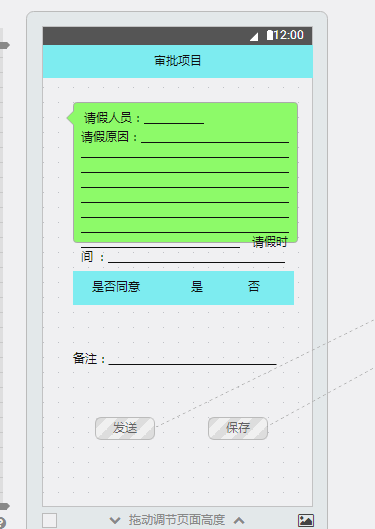 12:00
审批项目
请假人员：
请假原因：
请假时
间 ：
是否同意 是 否
备注：
发送 保存
拖动调节页面高度